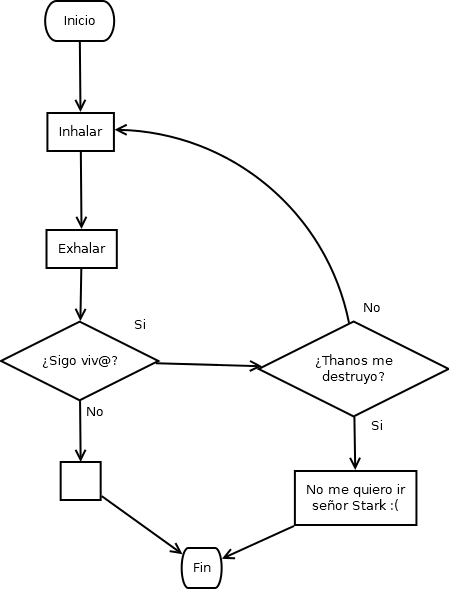 Inicio
Inhalar
Exhalar
Si
No
¿Sigo viv@?
¿Thanos me
destruyo?
No
Si
No me quiero ir
señor Stark :(
Fin